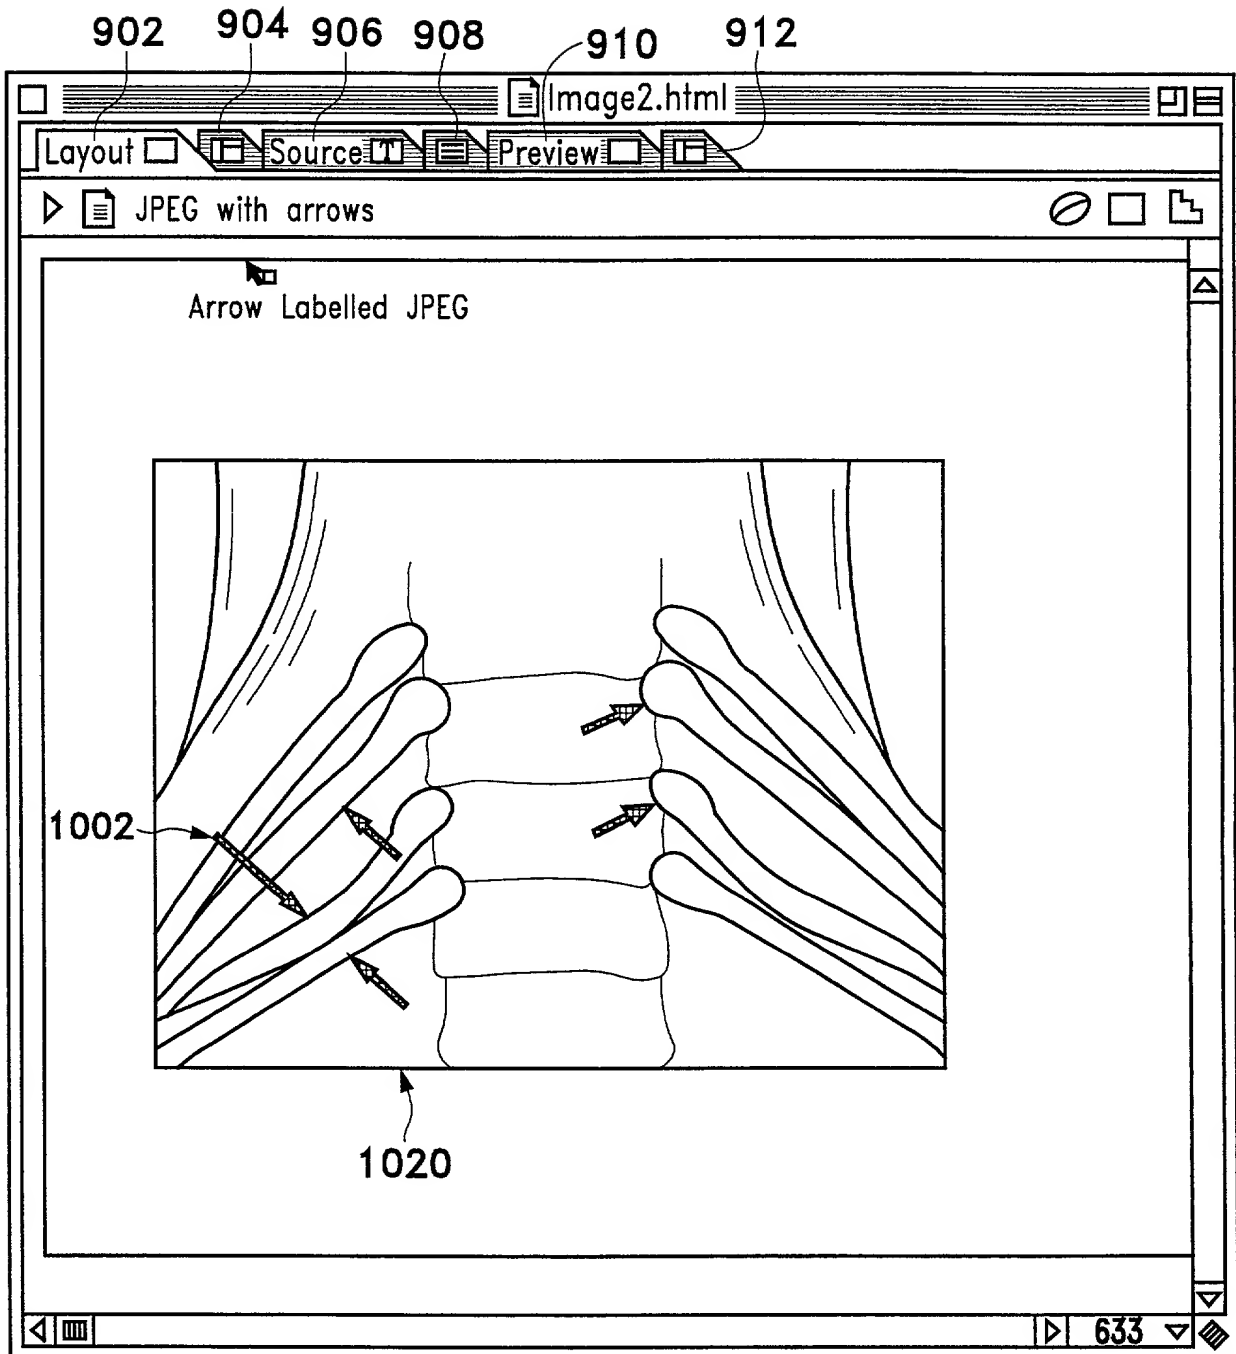 902 904 906 908 910 912
Image2.html
Layout Source T Preview
JPEG with arrows
Arrow Labelled JPEG
1002
1020
633